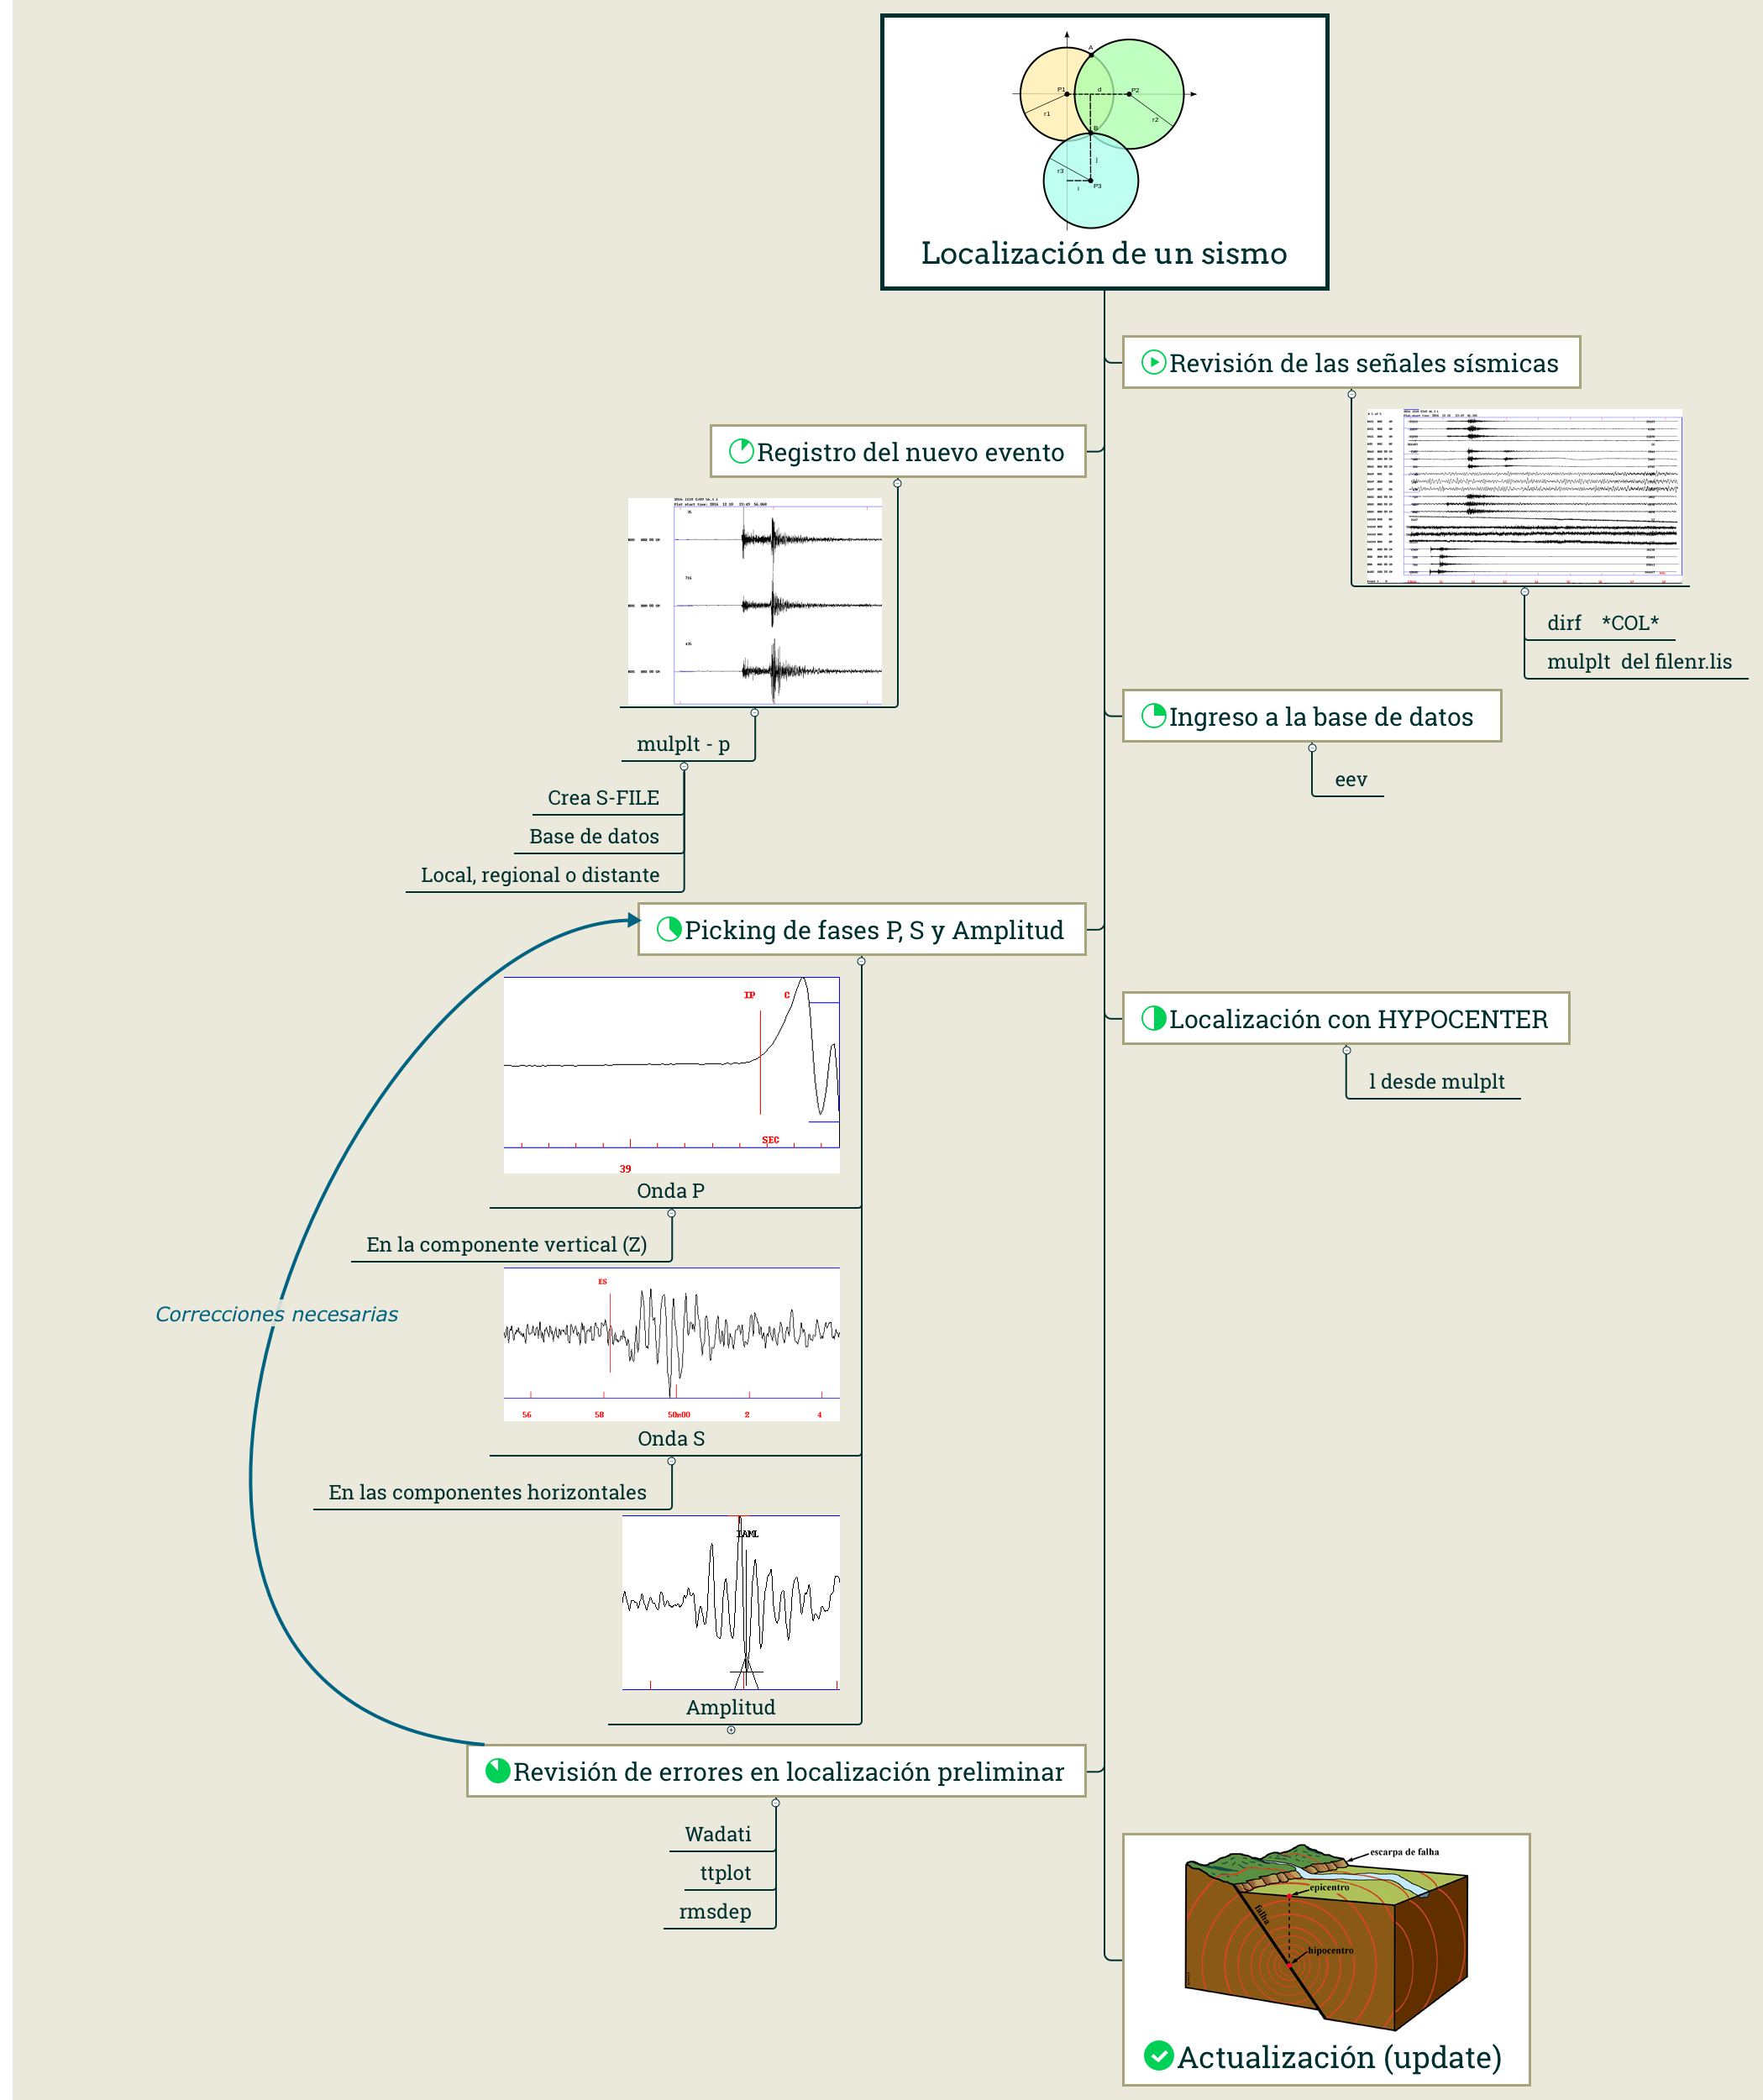 A
P1
d
P2
r1
r2
B
j
r3
i
P3
Localización de un sismo
Revisión de las señales sísmicas
dirf *COL*
mulplt del filenr.lis
Registro del nuevo evento
mulplt - p
Crea S-FILE
Base de datos
Local, regional o distante
Ingreso a la base de datos
eev
Picking de fases P, S y Amplitud
IP C
SEC
39
Onda P
En la componente vertical (Z)
ES
56 58 50m00 2 4
Onda S
En las componentes horizontales
IAML
Amplitud
Localización con HYPOCENTER
l desde mulplt
Correcciones necesarias
Revisión de errores en localización preliminar
Wadati
ttplot
rmsdep
escarpa de falha
epicentro
falha
hipocentro
Actualización (update)